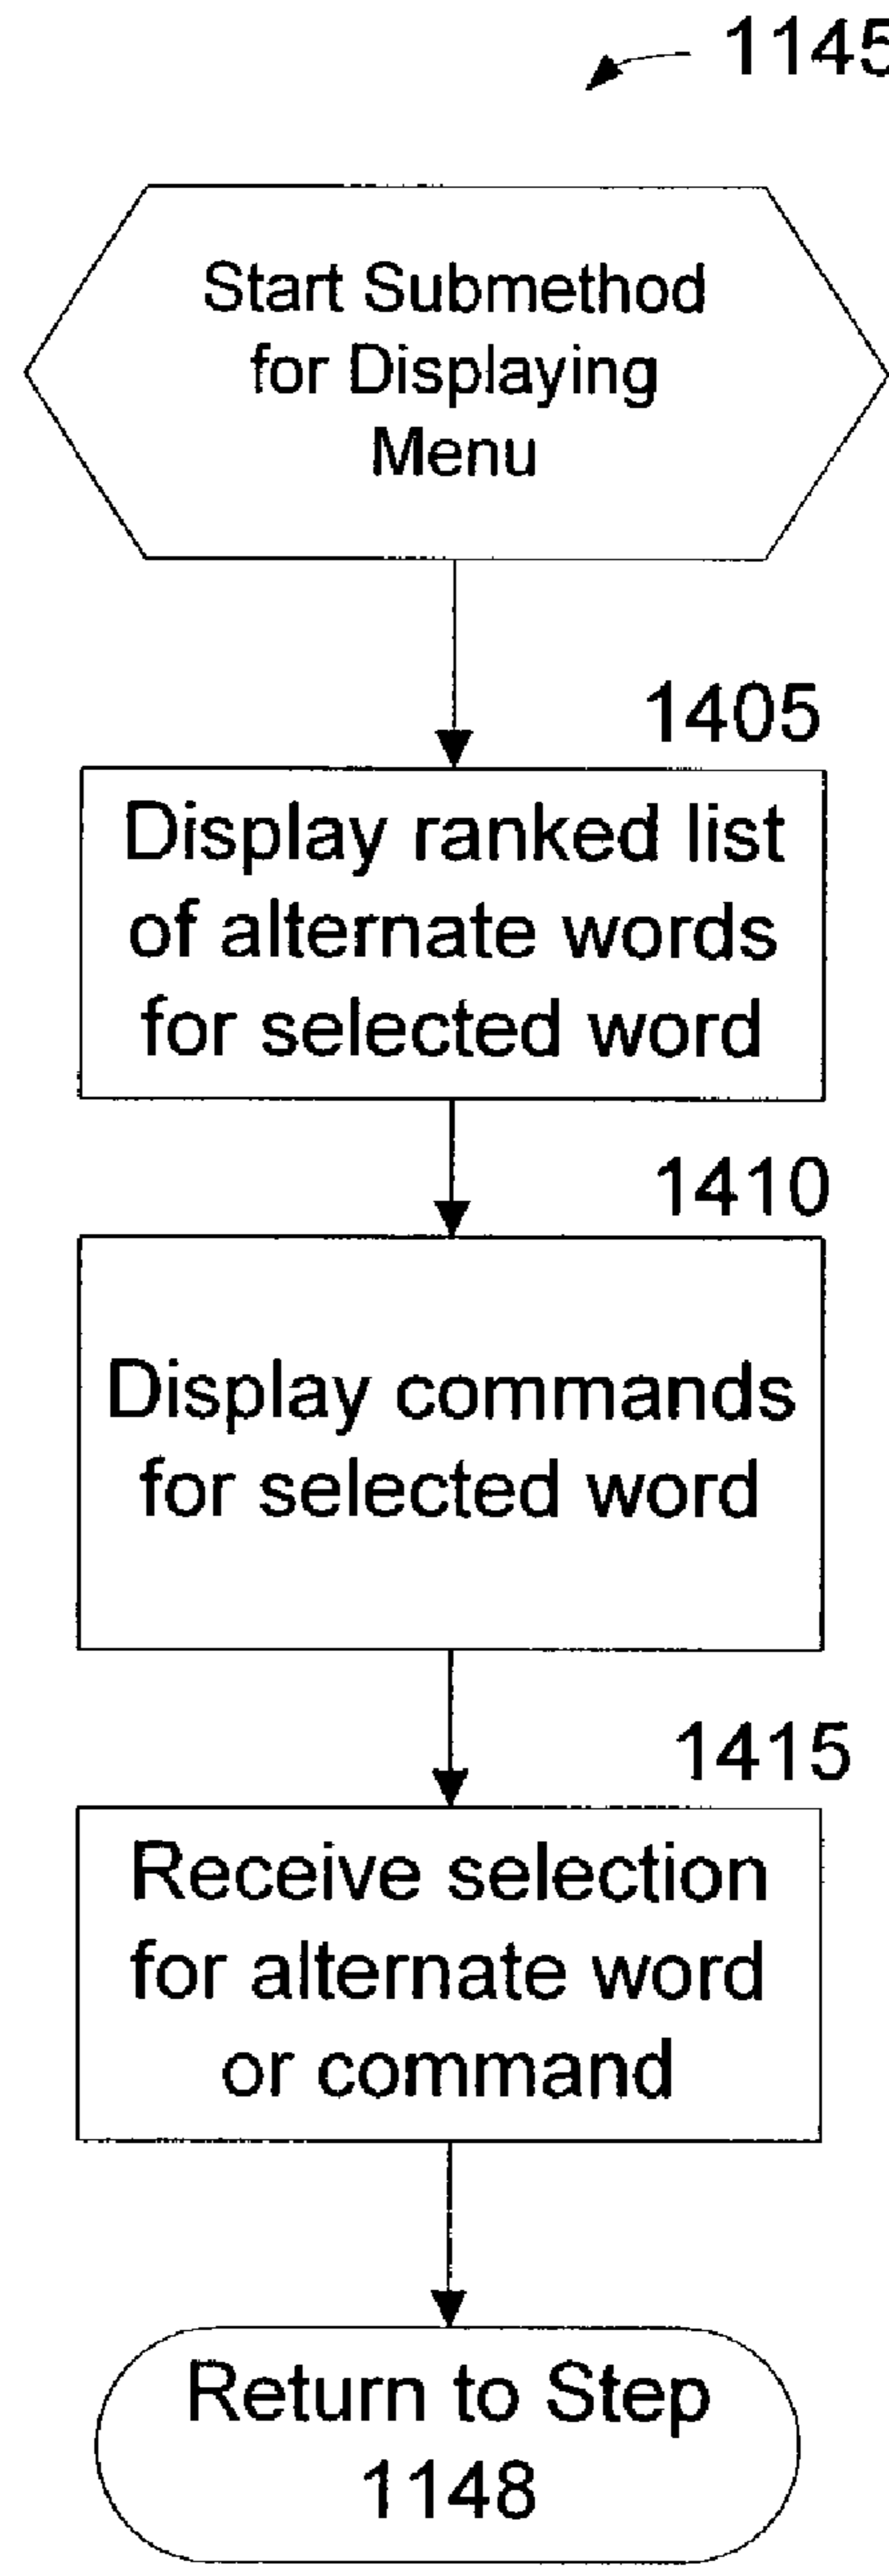 1145
Start Submethod
for Displaying
Menu
1405
Display ranked list
of alternate words
for selected word
1410
Display commands
for selected word
1415
Receive selection
for alternate word
or command
Return to Step
1148